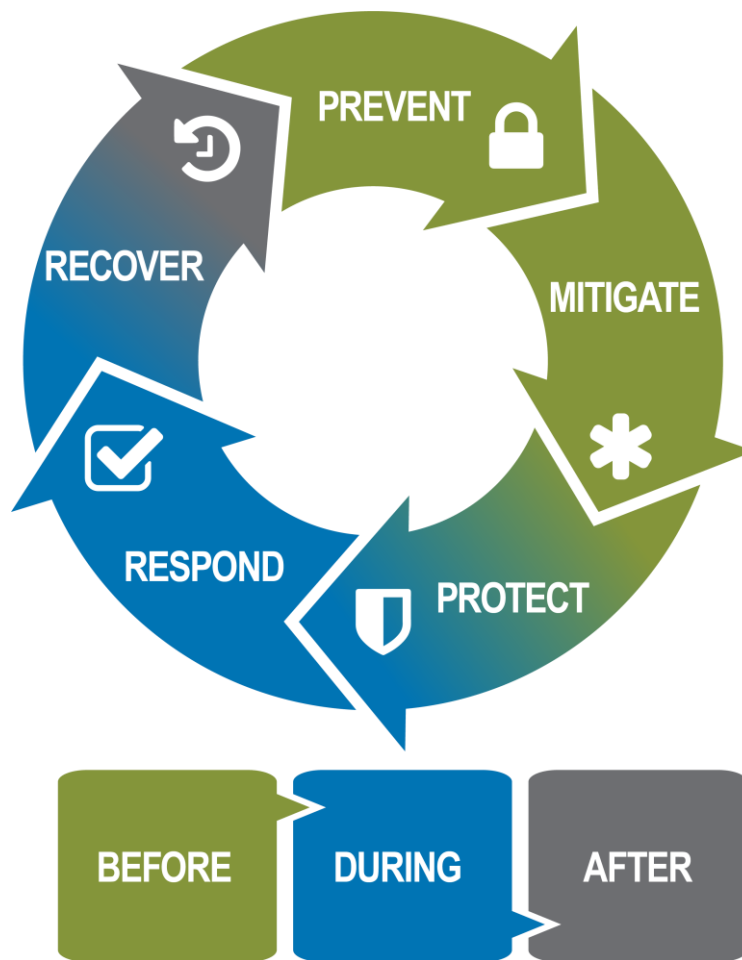 PREVENT
MITIGATE
PROTECT
RESPOND
RECOVER
BEFORE
DURING
AFTER